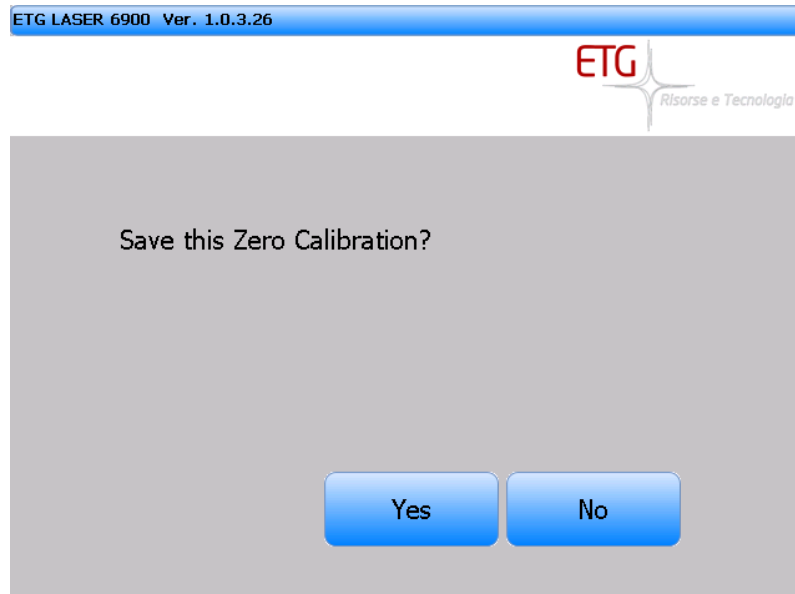 ETG LASER 6900 Ver. 1.0.3.26
ETG
Risorse e Tecnologia
Save this Zero Calibration?
Yes No